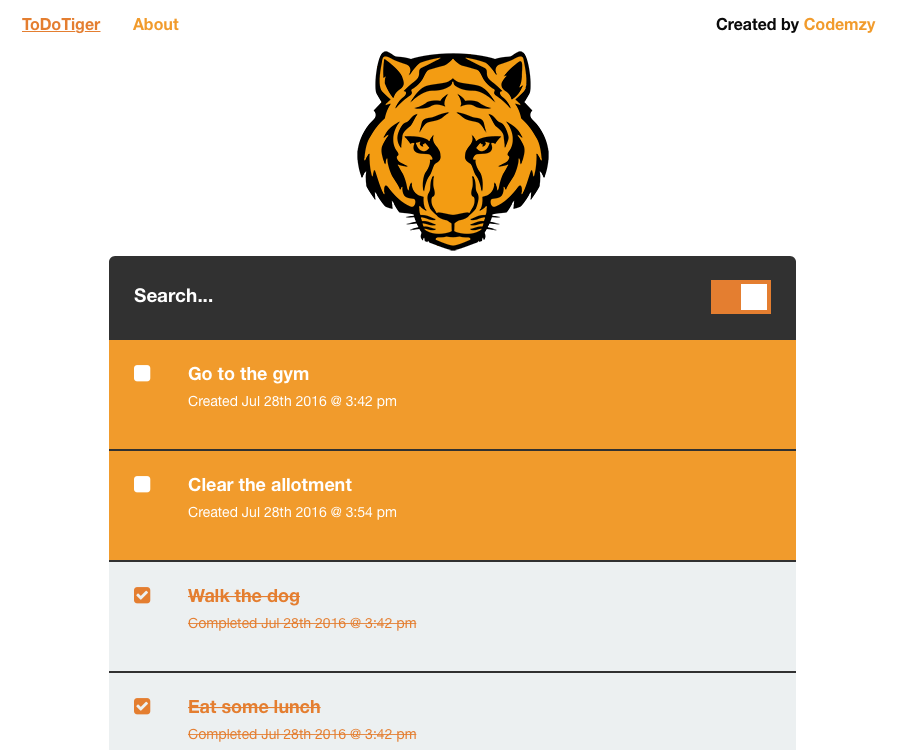 ToDoTiger About Created by Codemzy
Search...
Go to the gym
Created Jul 28th 2016 @ 3:42 pm
Clear the allotment
Created Jul 28th 2016 @ 3:54 pm
Walk the dog
Completed Jul 28th 2016 @ 3:42 pm
Eat some lunch
Completed Jul 28th 2016 @ 3:42 pm